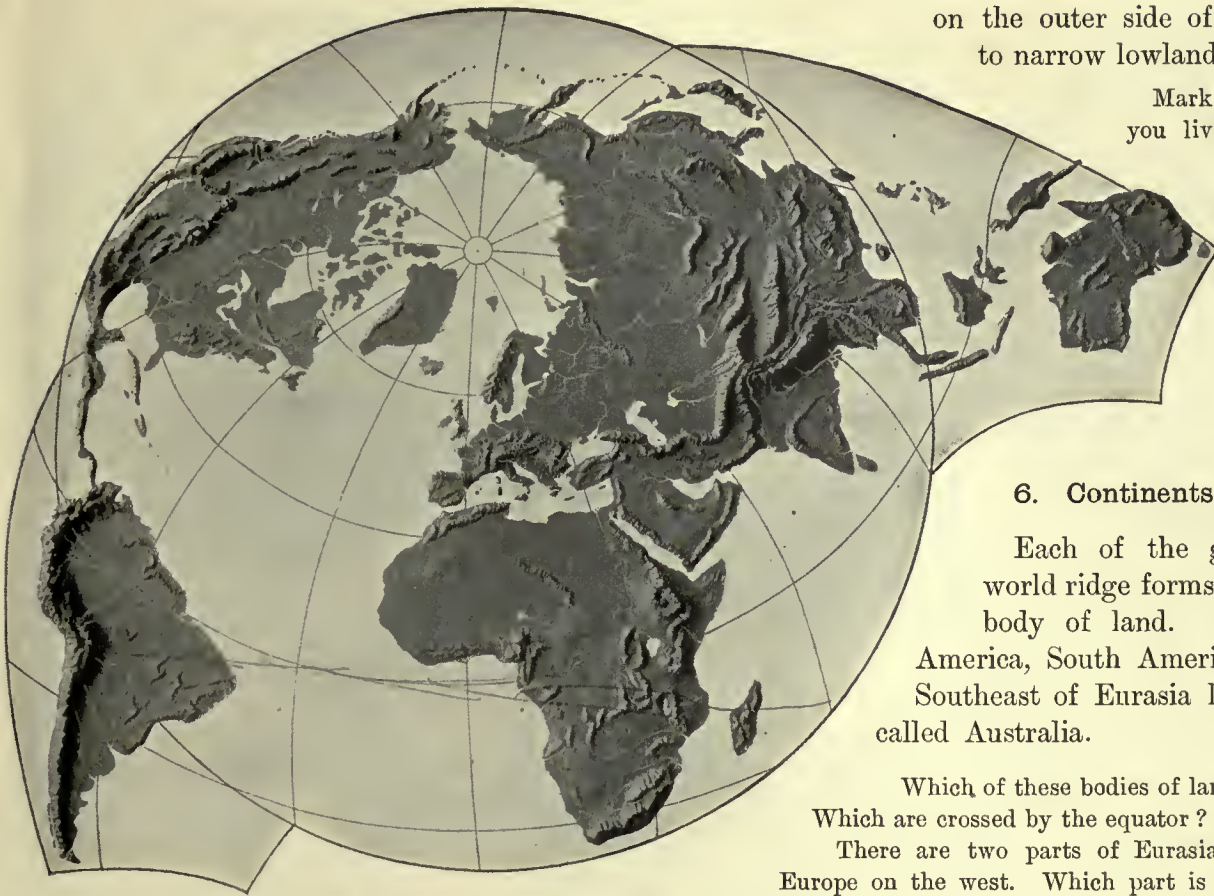 on the outer side of
to narrow lowland
Mark
you liv
6. Continents
Each of the g
world ridge forms
body of land.
America, South Ameri
Southeast of Eurasia l
called Australia.
Which of these bodies of lan
Which are crossed by the equator ?
There are two parts of Eurasia
Europe on the west. Which part is